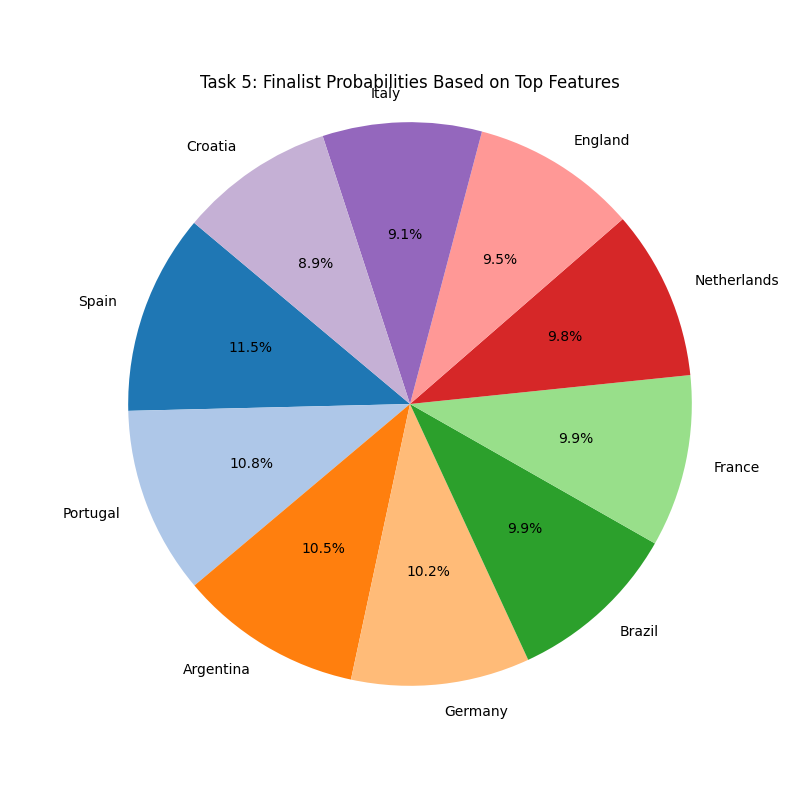 Task 5: Finalist Probabilities Based on Top Features
Italy
England
Croatia
9.1%
9.5%
8.9%
Netherlands
Spain
9.8%
11.5%
9.9%
10.8%
France
Portugal
9.9%
10.5%
10.2%
Brazil
Argentina
Germany